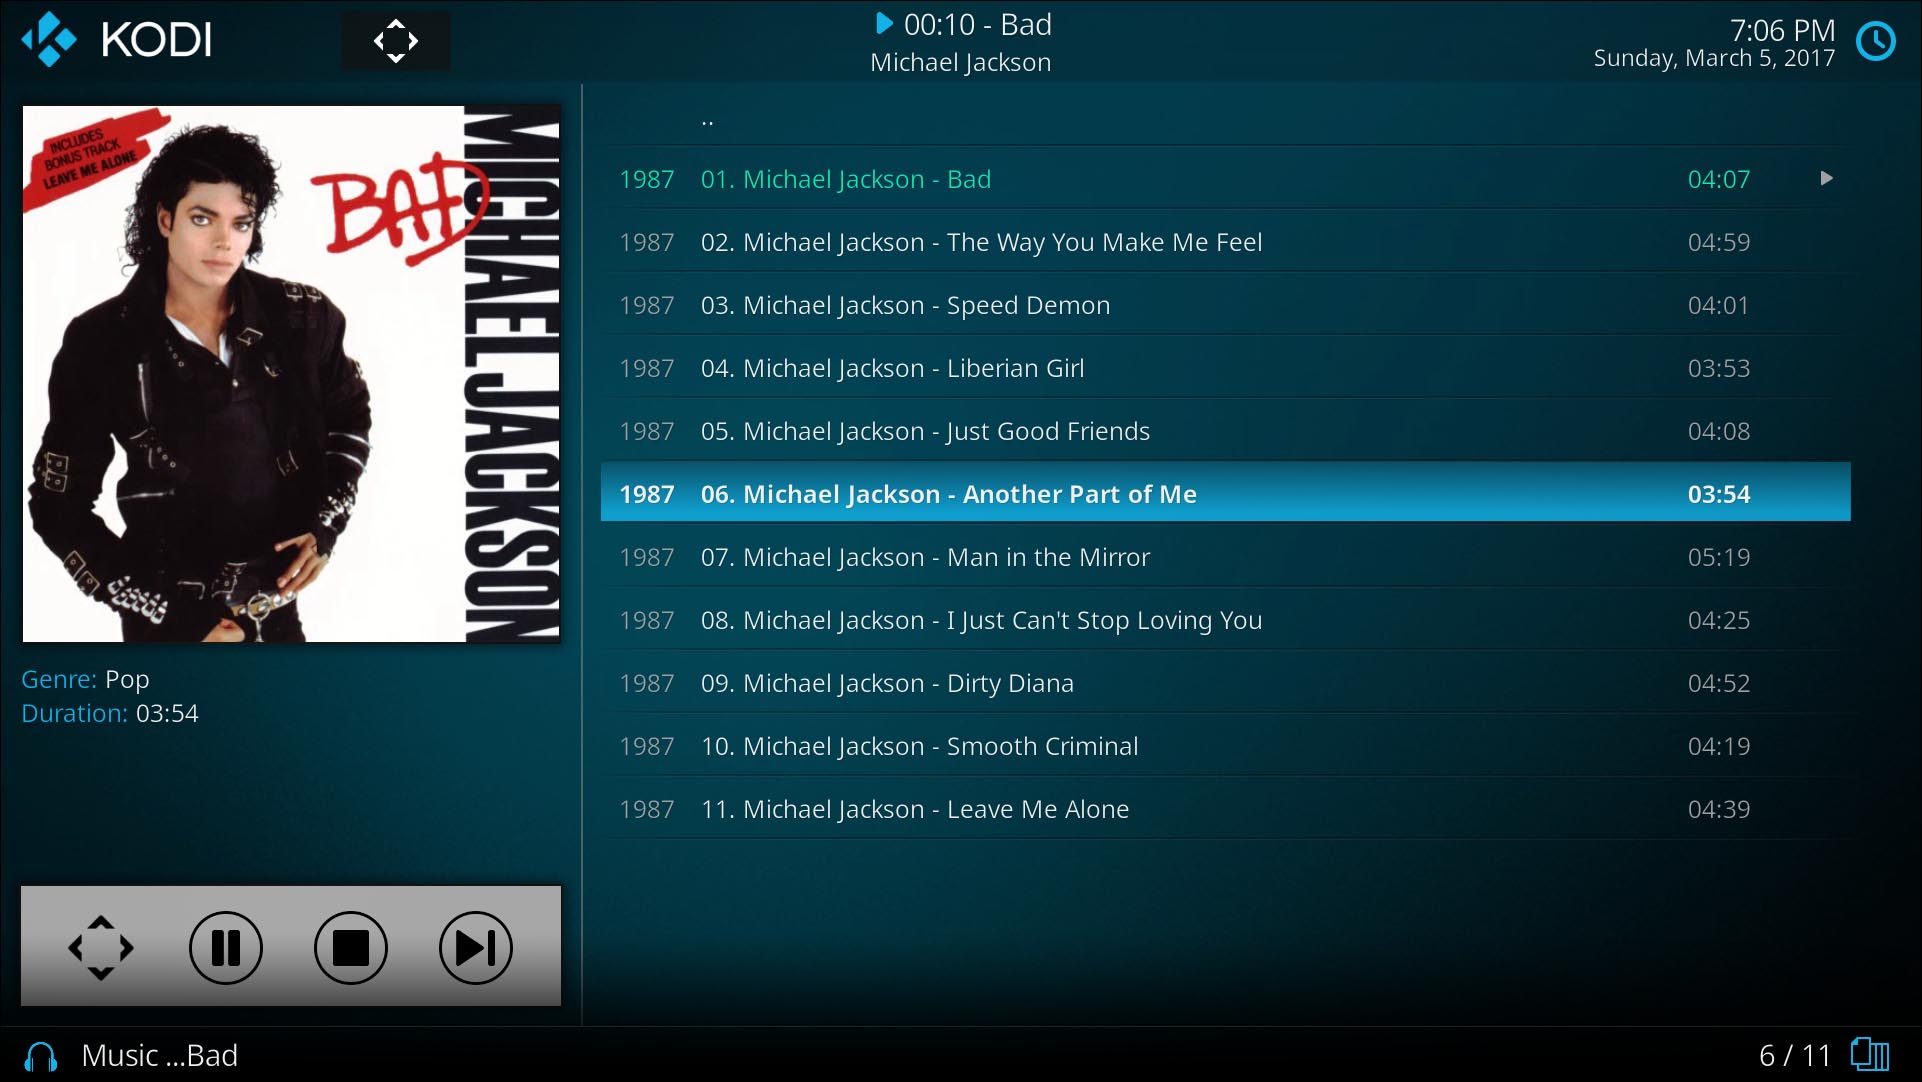 KODI
00:10 - Bad
Michael Jackson
7:06 PM
Sunday, March 5, 2017
INCLUDES
BONUS TRACK
LEAVE ME ALONE
BAD
MICHAEL JACKSON
Genre: Pop
Duration: 03:54
..
1987 01. Michael Jackson - Bad 04:07
1987 02. Michael Jackson - The Way You Make Me Feel 04:59
1987 03. Michael Jackson - Speed Demon 04:01
1987 04. Michael Jackson - Liberian Girl 03:53
1987 05. Michael Jackson - Just Good Friends 04:08
1987 06. Michael Jackson - Another Part of Me 03:54
1987 07. Michael Jackson - Man in the Mirror 05:19
1987 08. Michael Jackson - I Just Can't Stop Loving You 04:25
1987 09. Michael Jackson - Dirty Diana 04:52
1987 10. Michael Jackson - Smooth Criminal 04:19
1987 11. Michael Jackson - Leave Me Alone 04:39
Music ...Bad
6 / 11